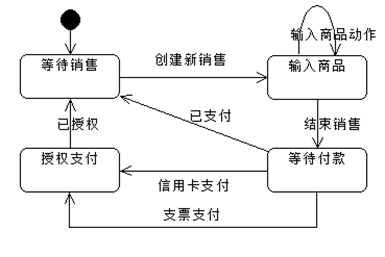 输入商品动作
等待销售
创建新销售
输入商品
已授权
已支付
结束销售
授权支付
等待付款
信用卡支付
支票支付